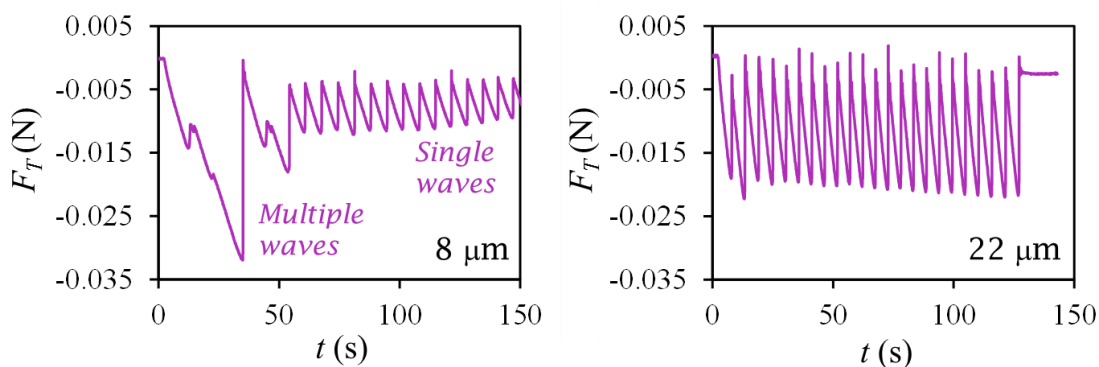 0.005
-0.005
-0.015
-0.025
-0.035
F_T (N)
0
50
100
150
t (s)
Multiple
waves
Single
waves
8 μm
0.005
-0.005
-0.015
-0.025
-0.035
F_T (N)
0
50
100
150
t (s)
22 μm